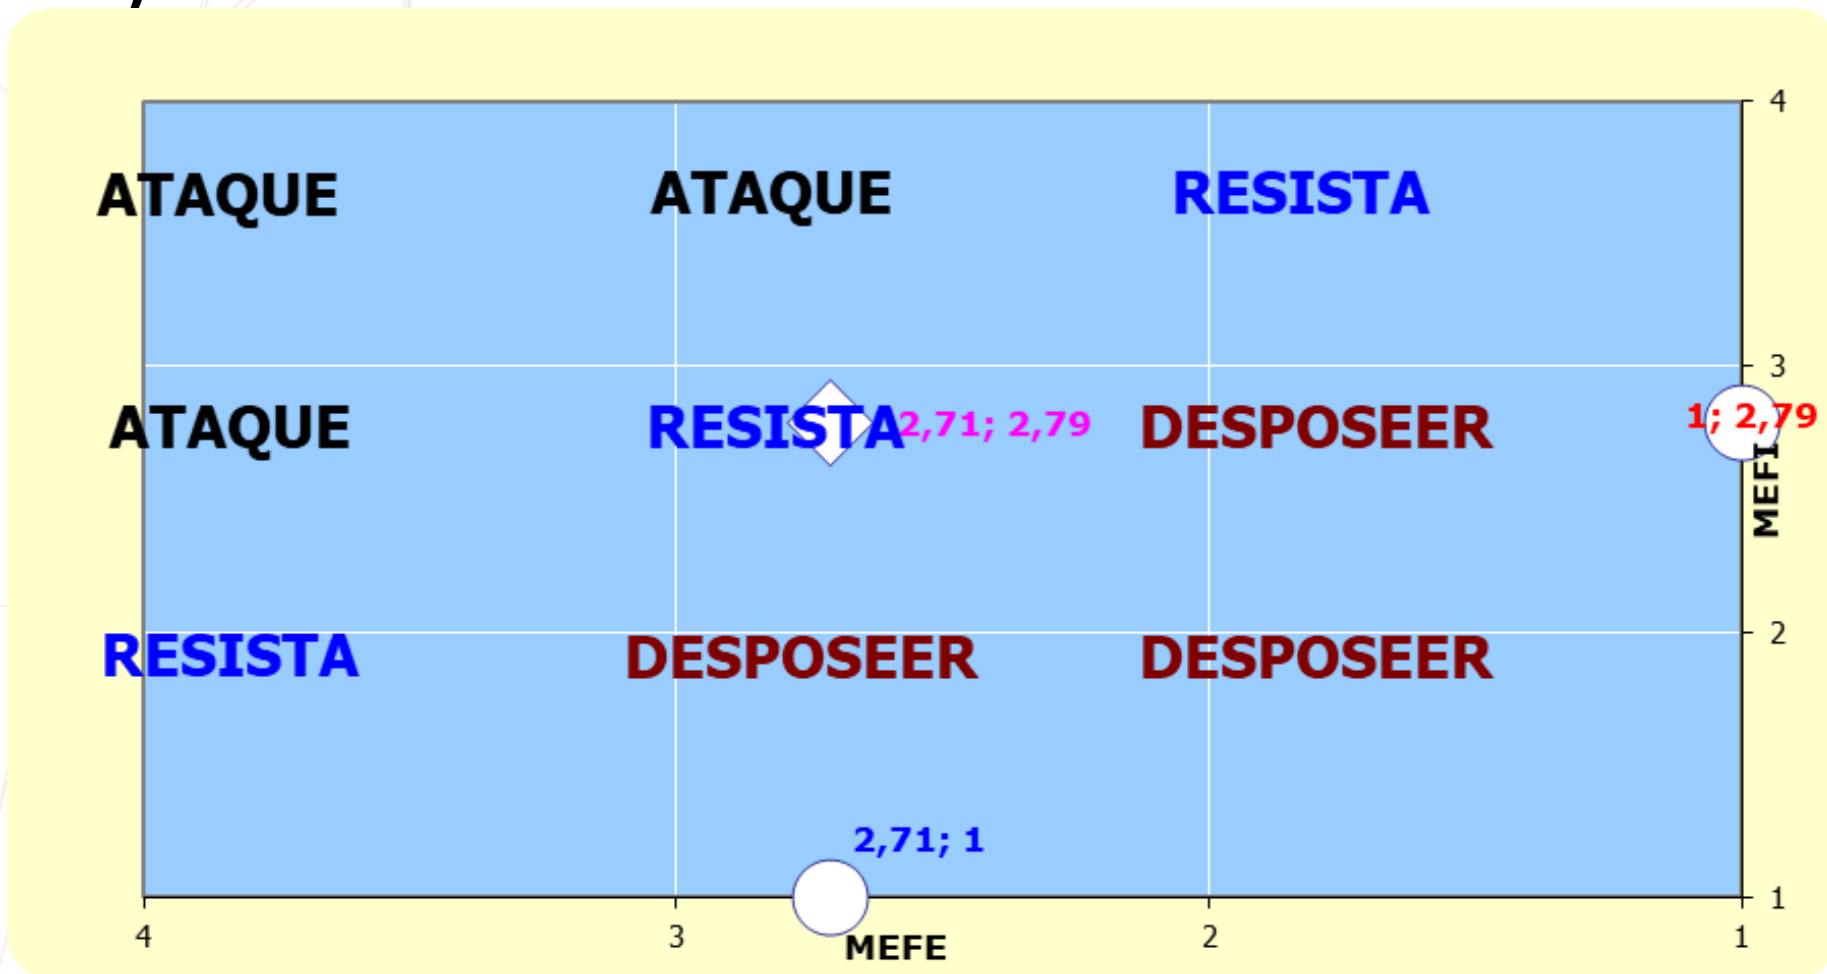 4
ATAQUE ATAQUE RESISTA
3
ATAQUE RESISTA 2,71; 2,79 DESPOSEER 1; 2,79
MEFI
2
RESISTA DESPOSEER DESPOSEER
2,71; 1
1
4 3 2 1
MEFE